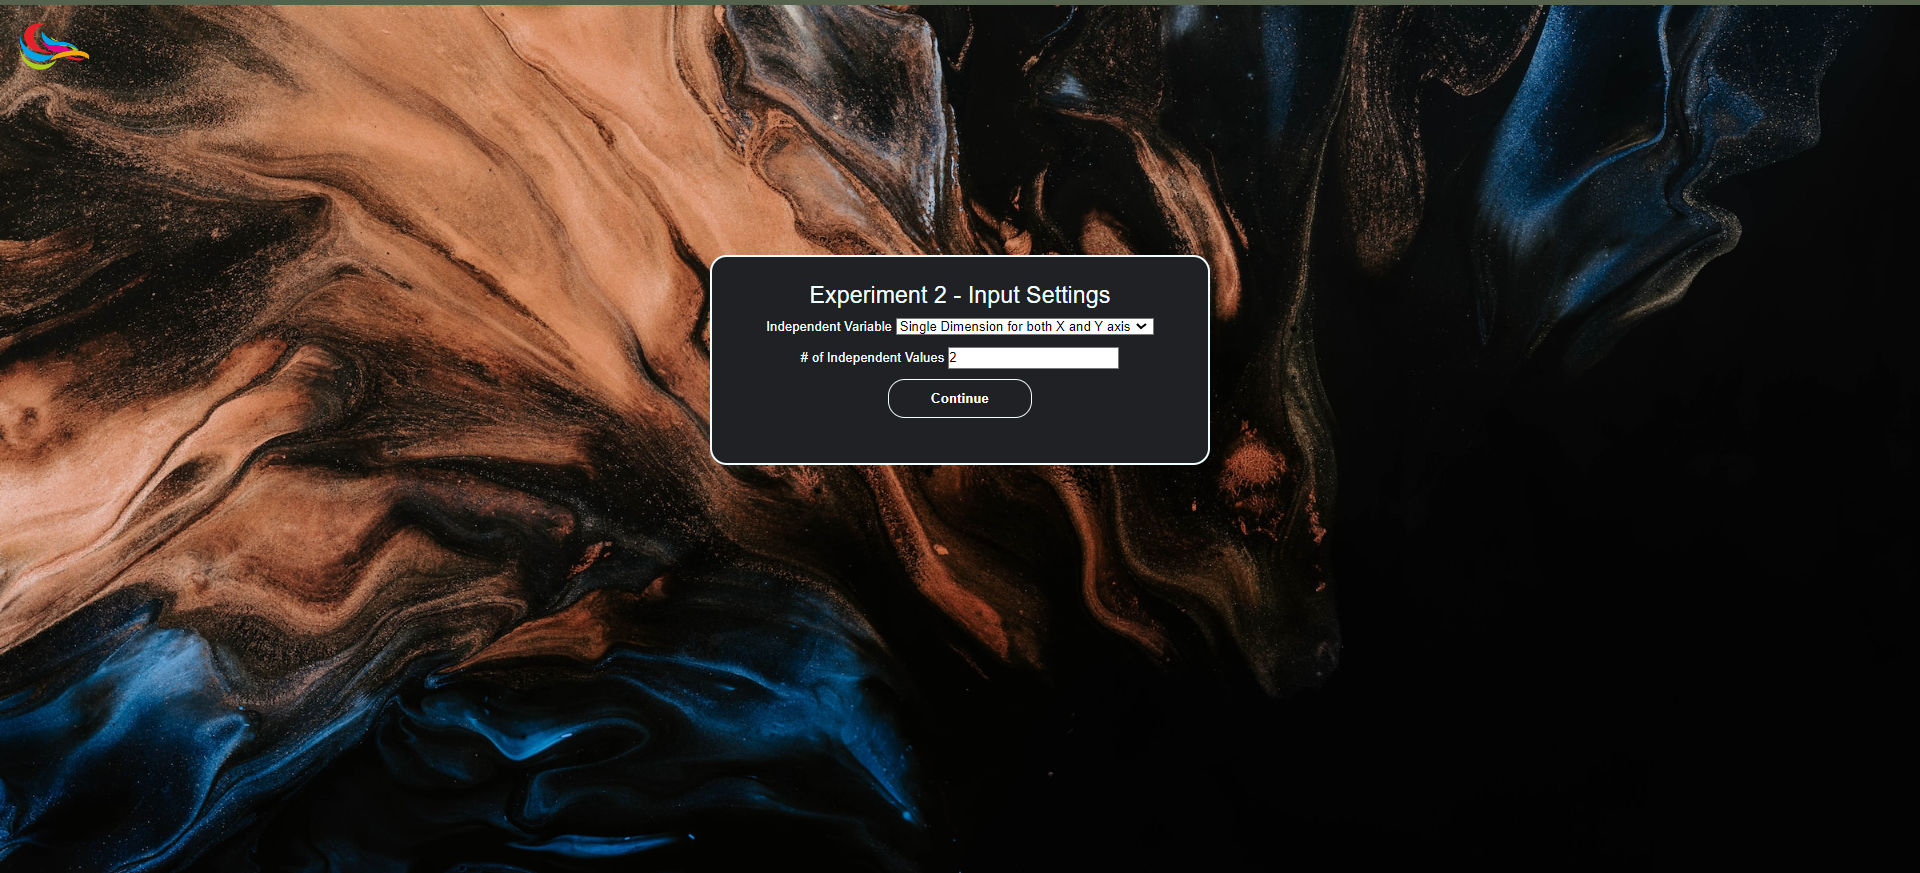 Experiment 2 - Input Settings
Independent Variable Single Dimension for both X and Y axis
# of Independent Values 2
Continue